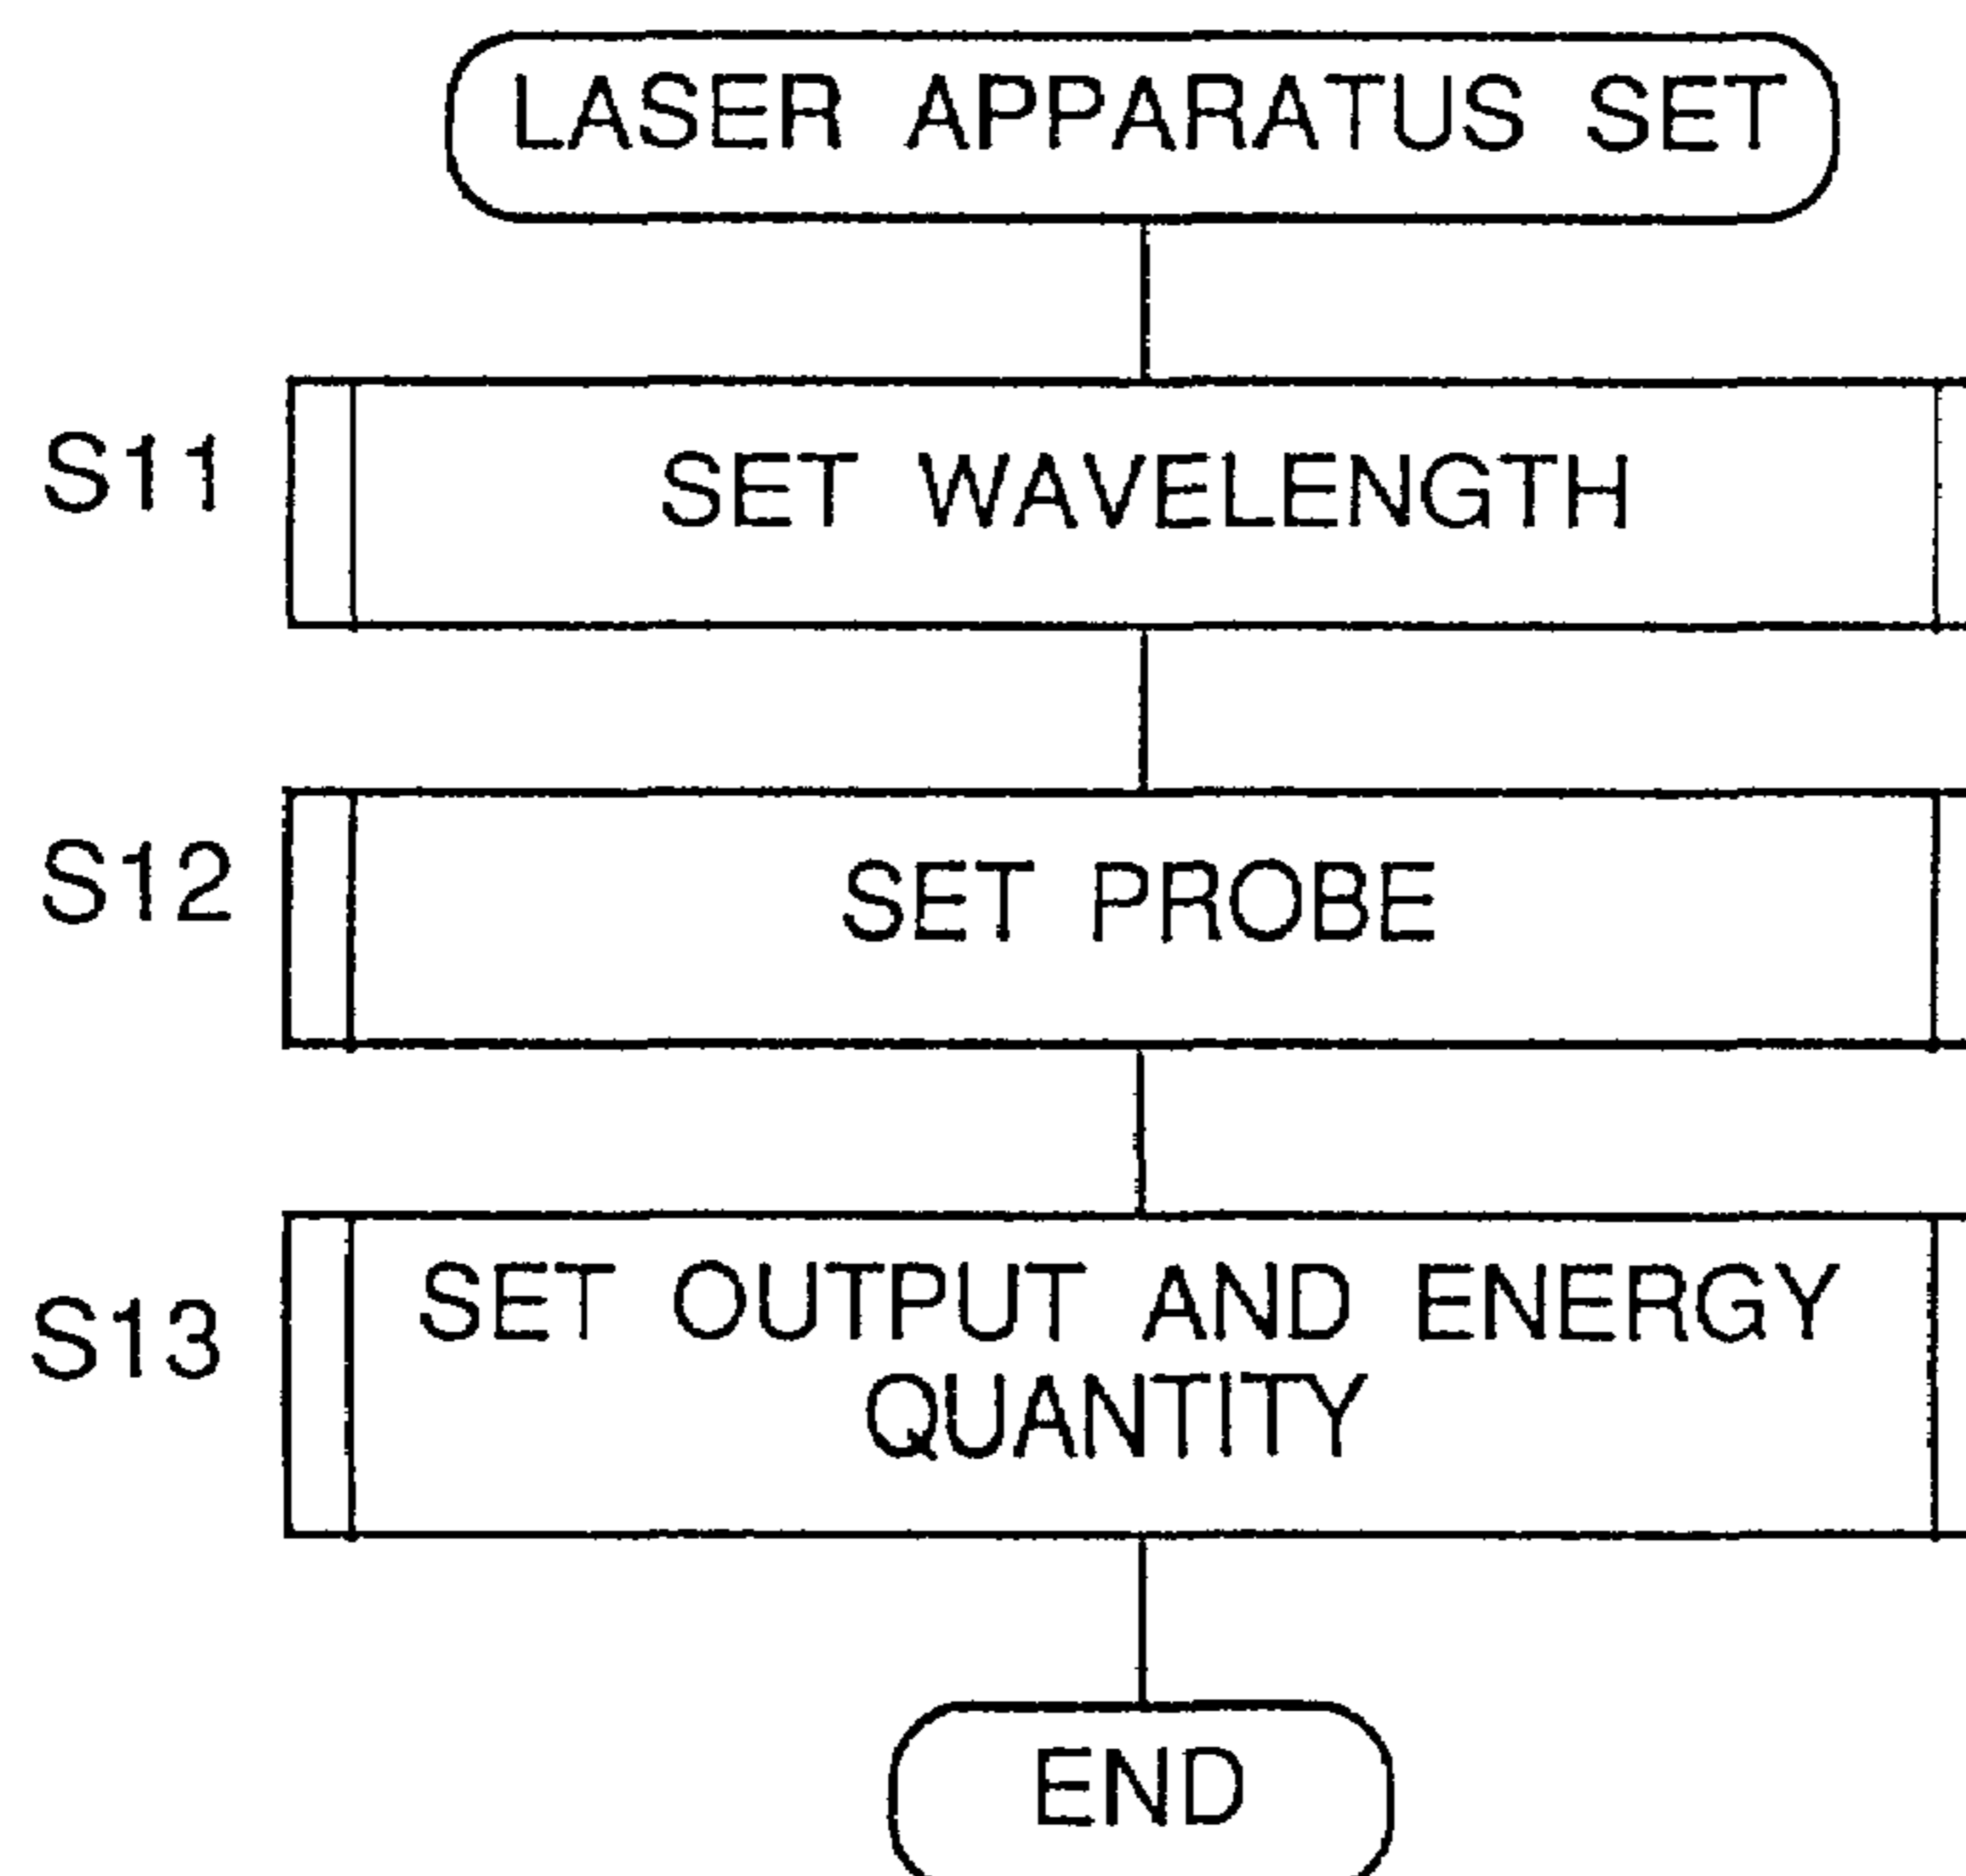 LASER APPARATUS SET
S11
SET WAVELENGTH
S12
SET PROBE
S13
SET OUTPUT AND ENERGY
QUANTITY
END